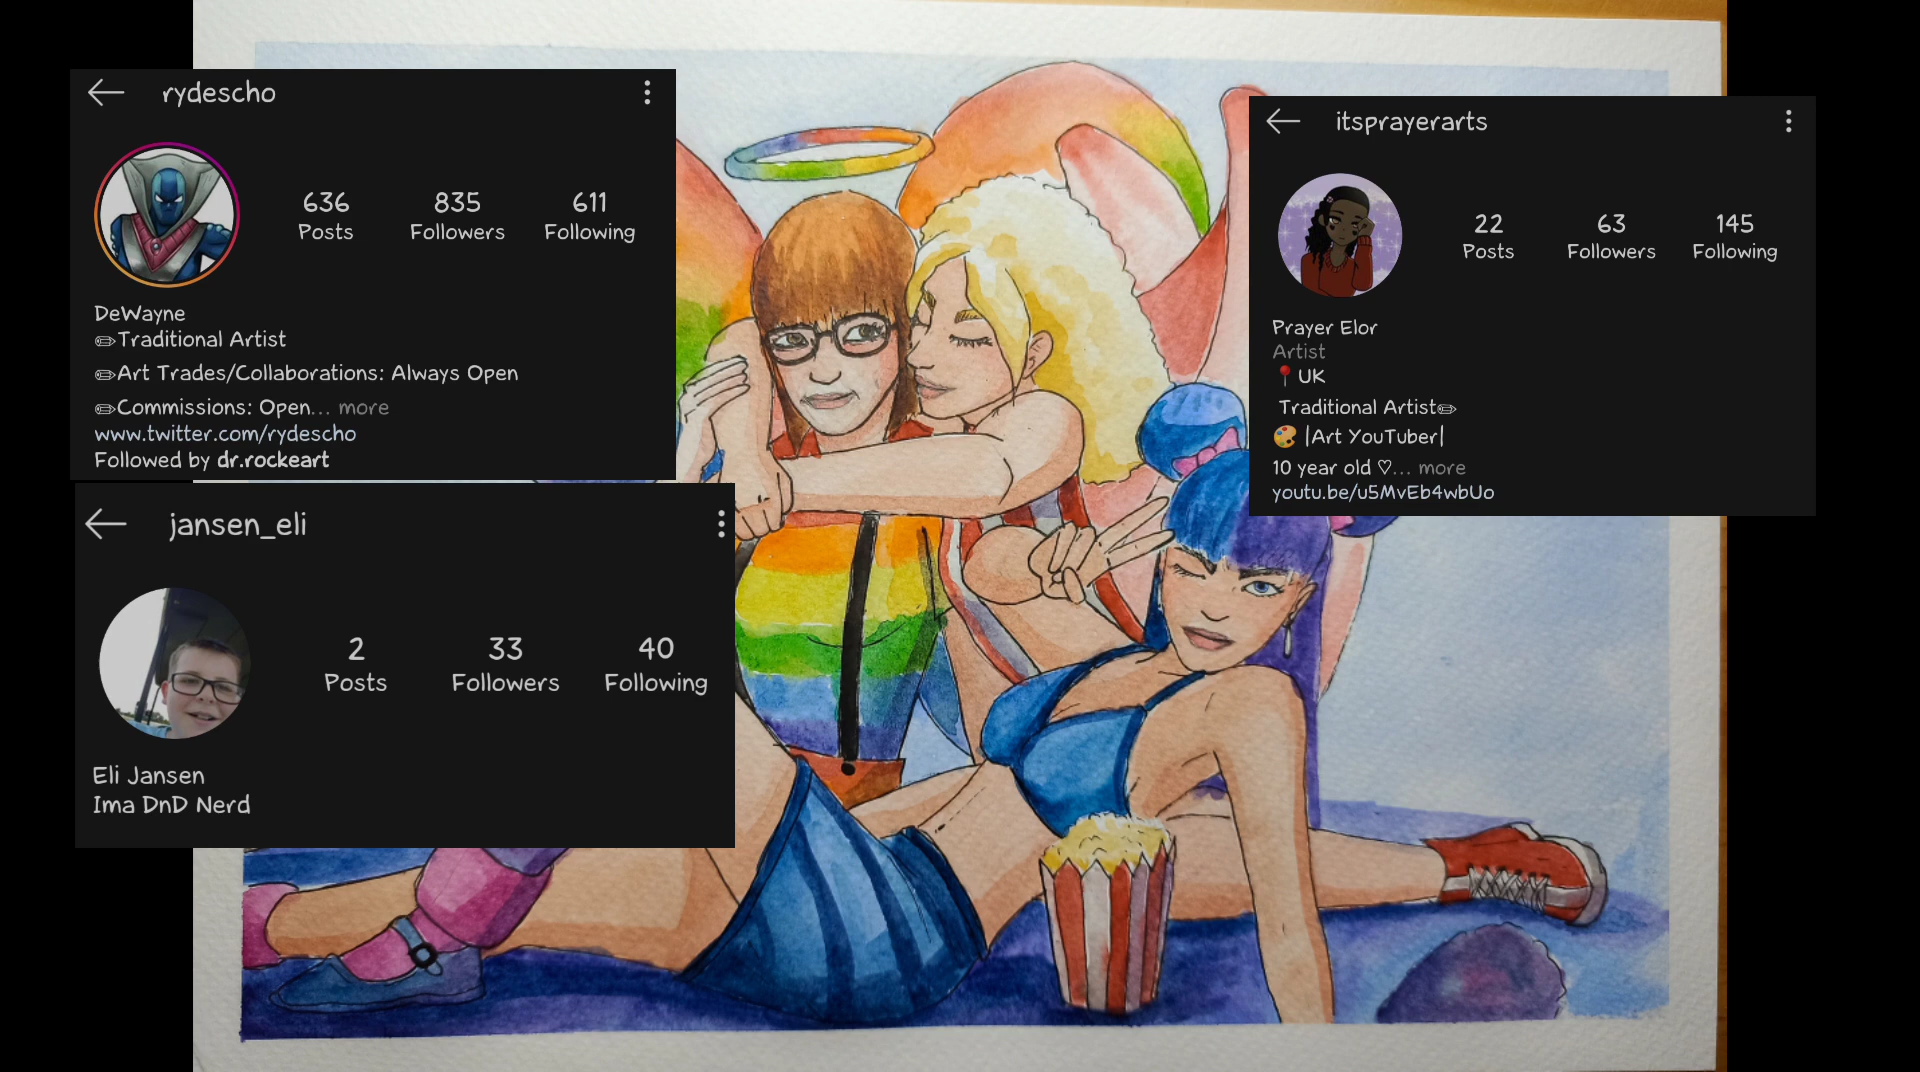 rydescho
636 835 611
Posts Followers Following
DeWayne
✏Traditional Artist
✏Art Trades/Collaborations: Always Open
✏Commissions: Open... more
www.twitter.com/rydescho
Followed by dr.rockeart
jansen_eli
2 33 40
Posts Followers Following
Eli Jansen
Ima DnD Nerd
itsprayerarts
22 63 145
Posts Followers Following
Prayer Elor
Artist
📍UK
Traditional Artist✏
🎨 |Art YouTuber|
10 year old ♡... more
youtu.be/u5MvEb4wbUo